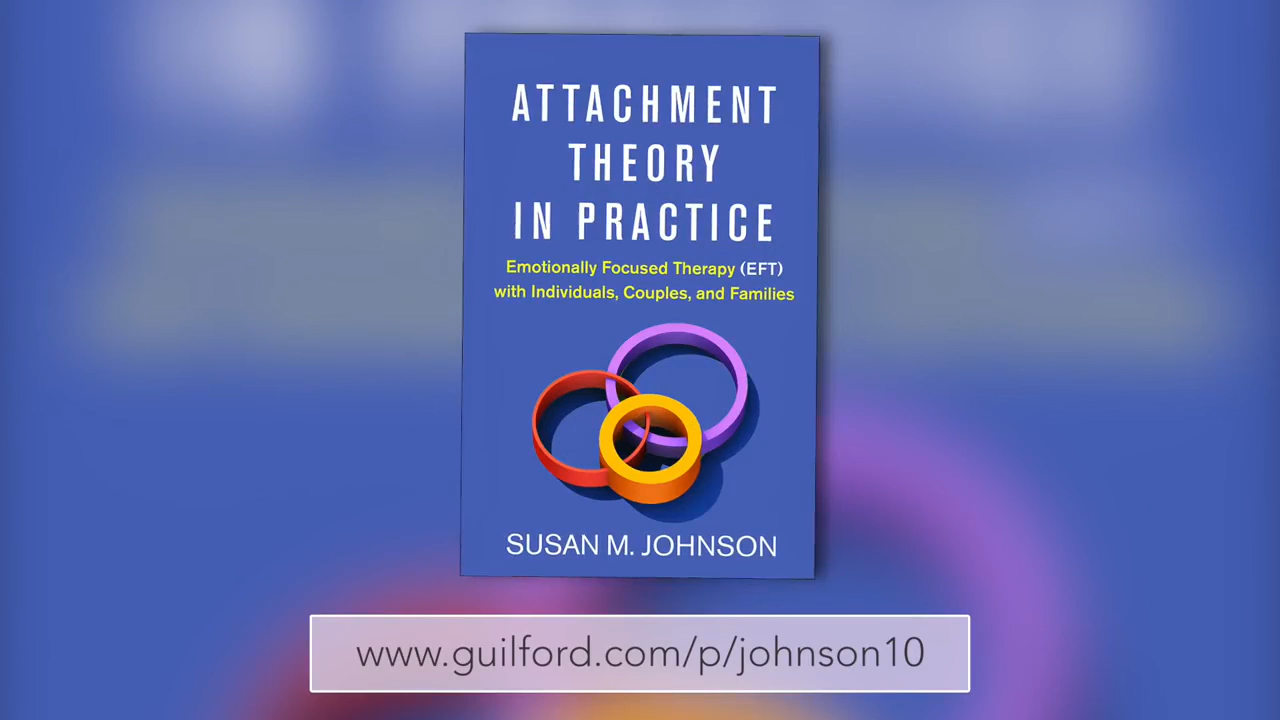 ATTACHMENT
THEORY
IN PRACTICE
Emotionally Focused Therapy (EFT)
with Individuals, Couples, and Families
SUSAN M. JOHNSON
www.guilford.com/p/johnson10